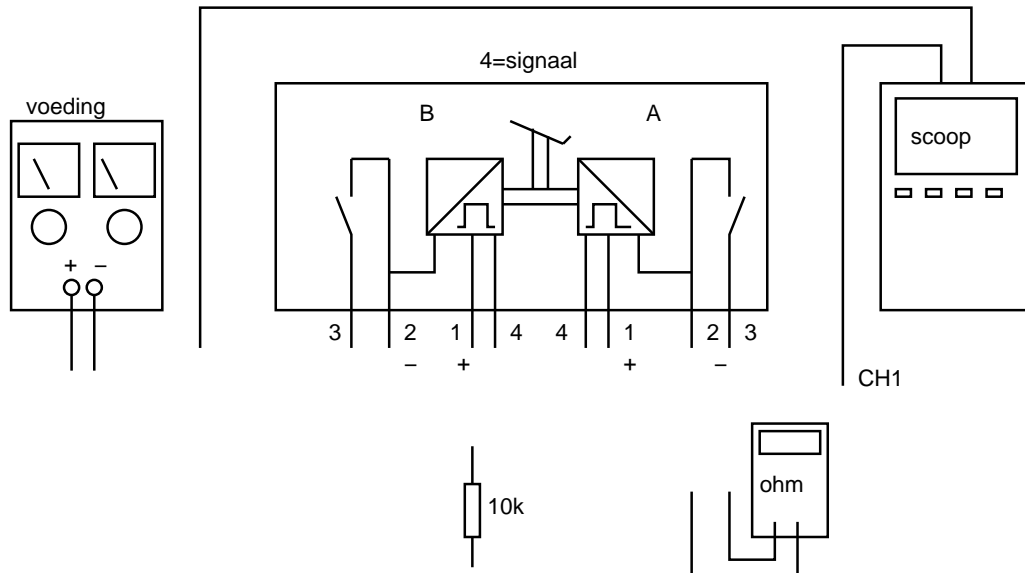 4=signaal
voeding
B
A
scoop
+ –
3 2 1 4 4 1 2 3
– + + –
CH1
10k
ohm